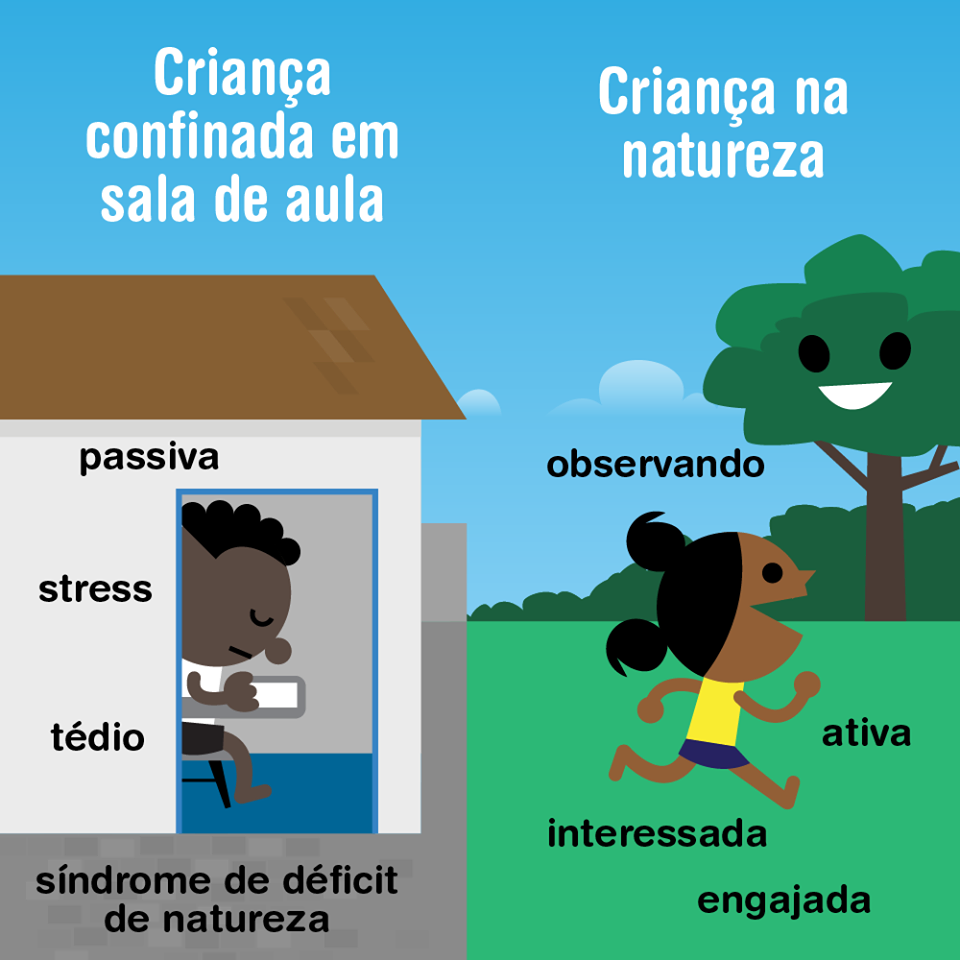 Criança
confinada em
sala de aula
passiva
stress
tédio
síndrome de déficit
de natureza
Criança na
natureza
observando
ativa
interessada
engajada